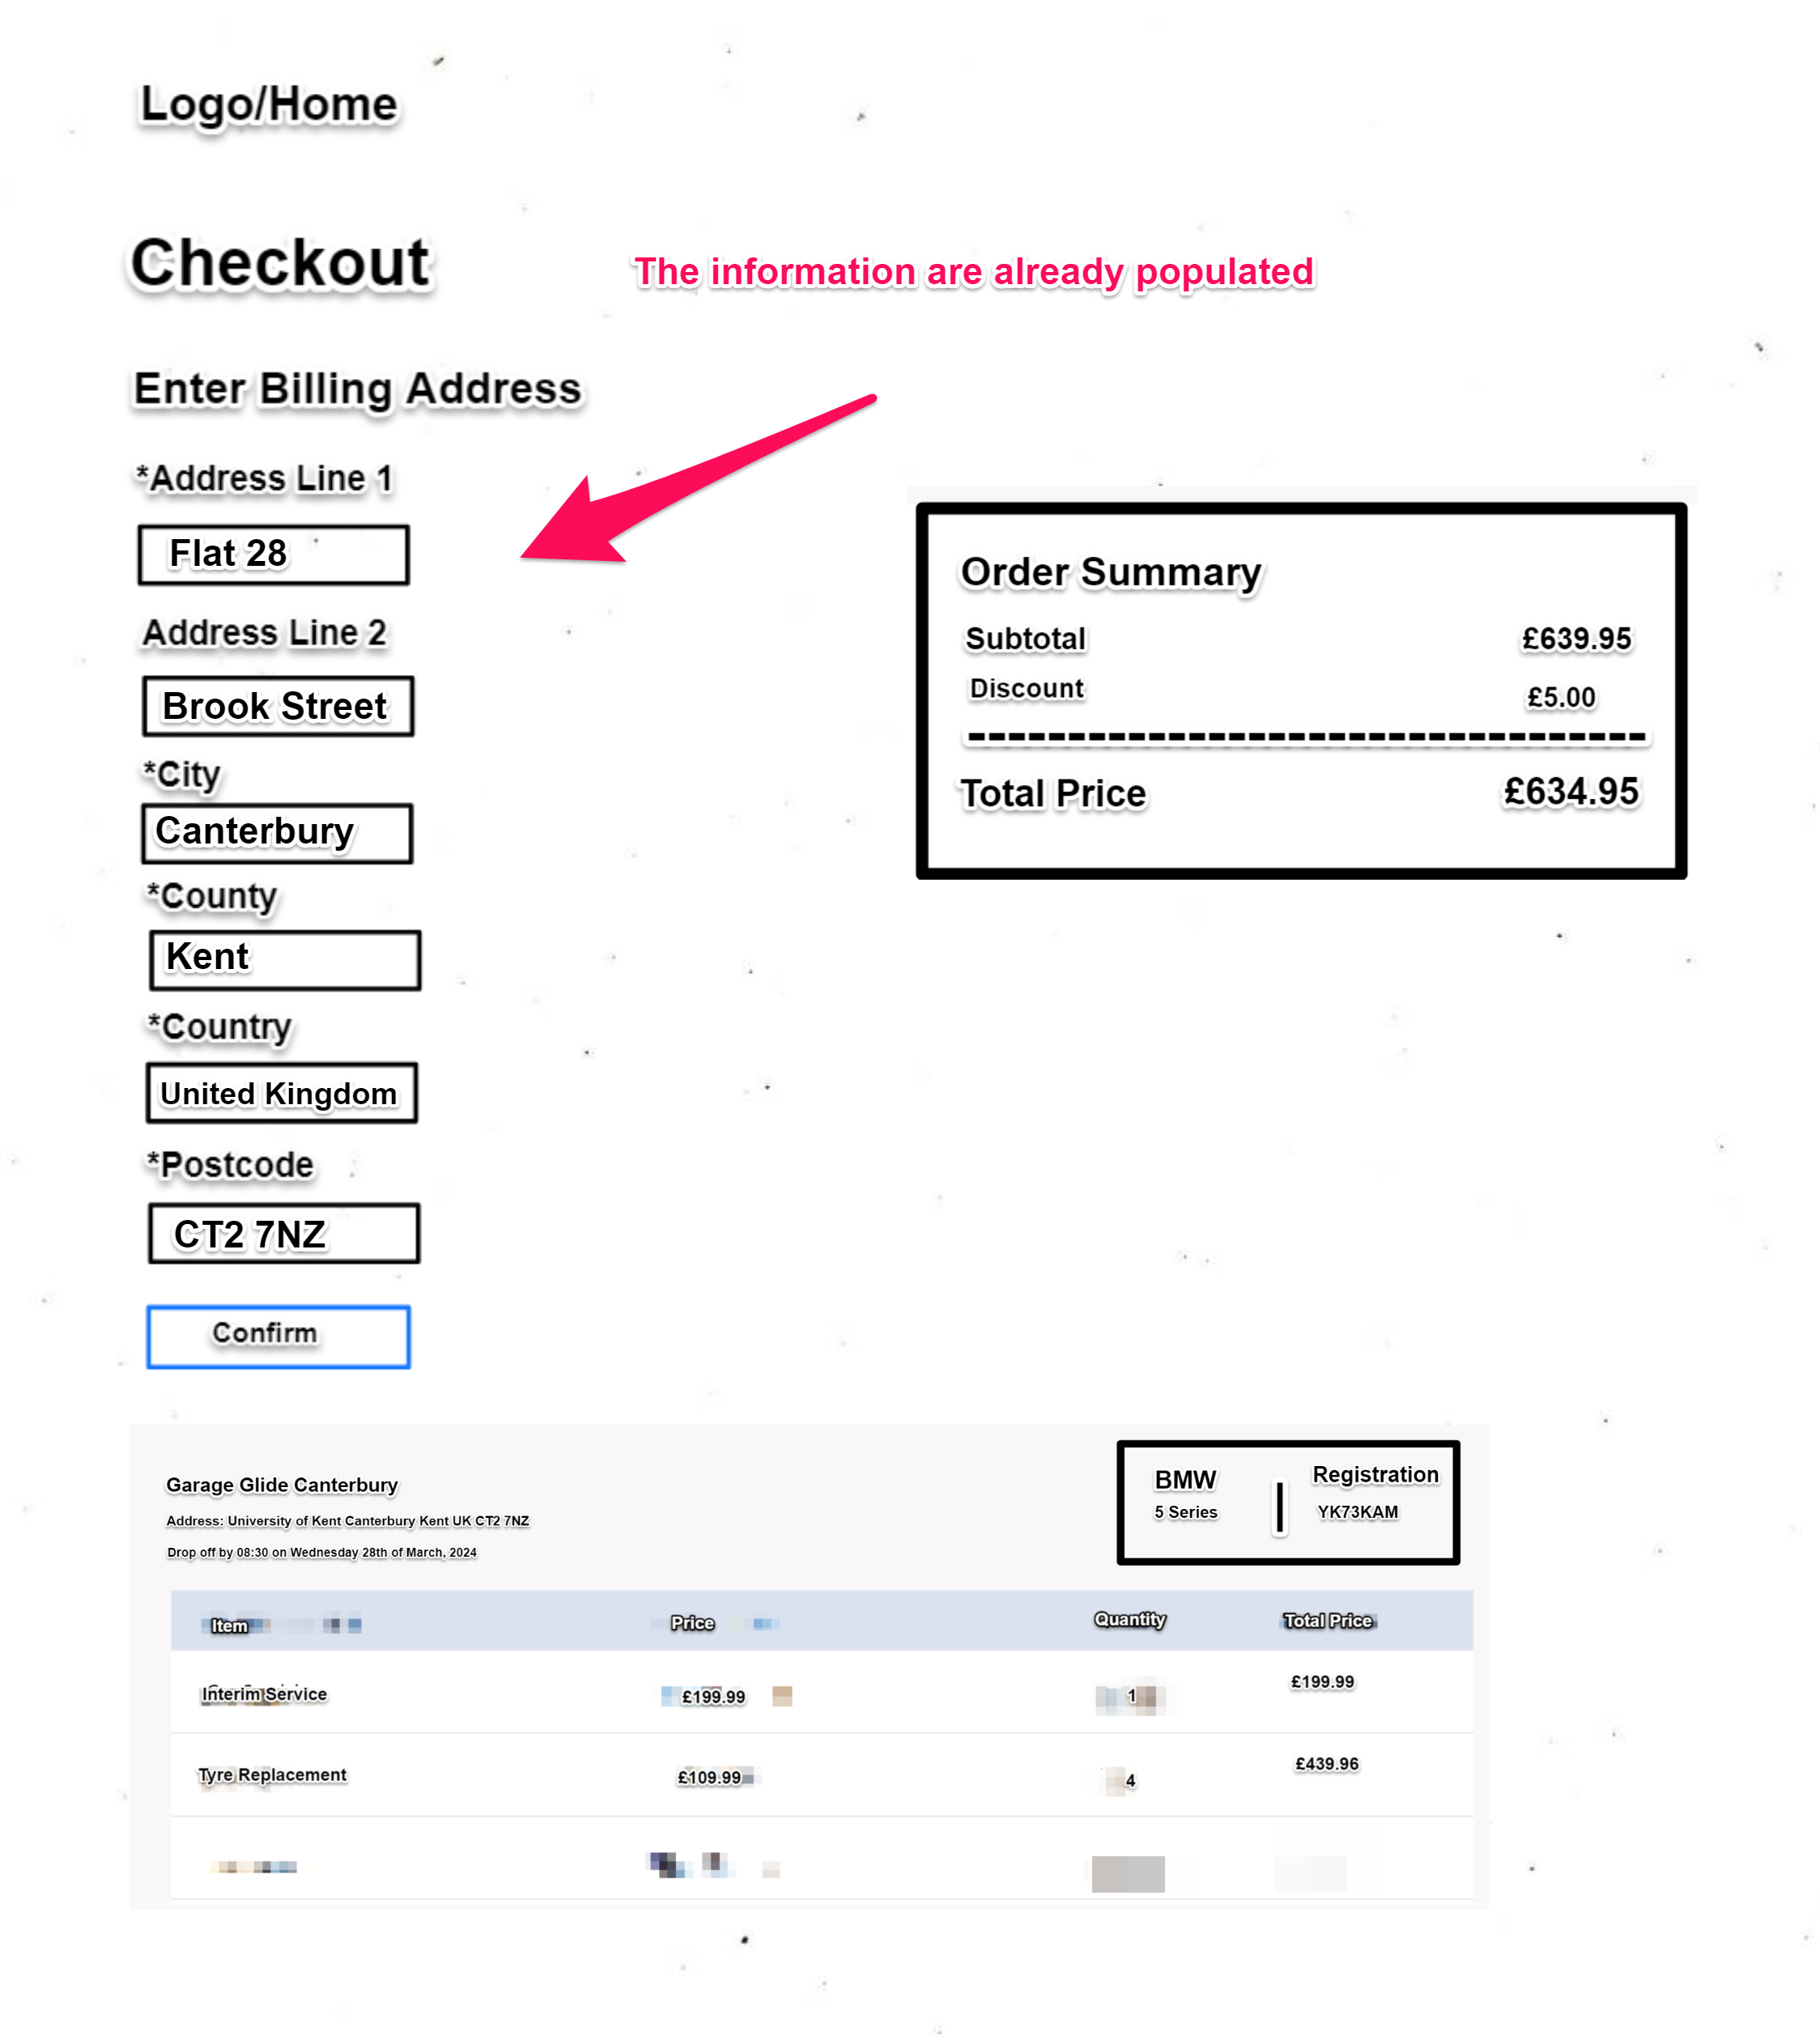 Logo/Home
Checkout
The information are already populated
Enter Billing Address
*Address Line 1
Flat 28
Address Line 2
Brook Street
*City
Canterbury
*County
Kent
*Country
United Kingdom
*Postcode
CT2 7NZ
Confirm
Order Summary
Subtotal £639.95
Discount £5.00
Total Price £634.95
Garage Glide Canterbury
Address: University of Kent Canterbury Kent UK CT2 7NZ
Drop off by 08:30 on Wednesday 28th of March, 2024
BMW Registration
5 Series YK73KAM
Item Price Quantity Total Price
Interim Service £199.99 1 £199.99
Tyre Replacement £109.99 4 £439.96